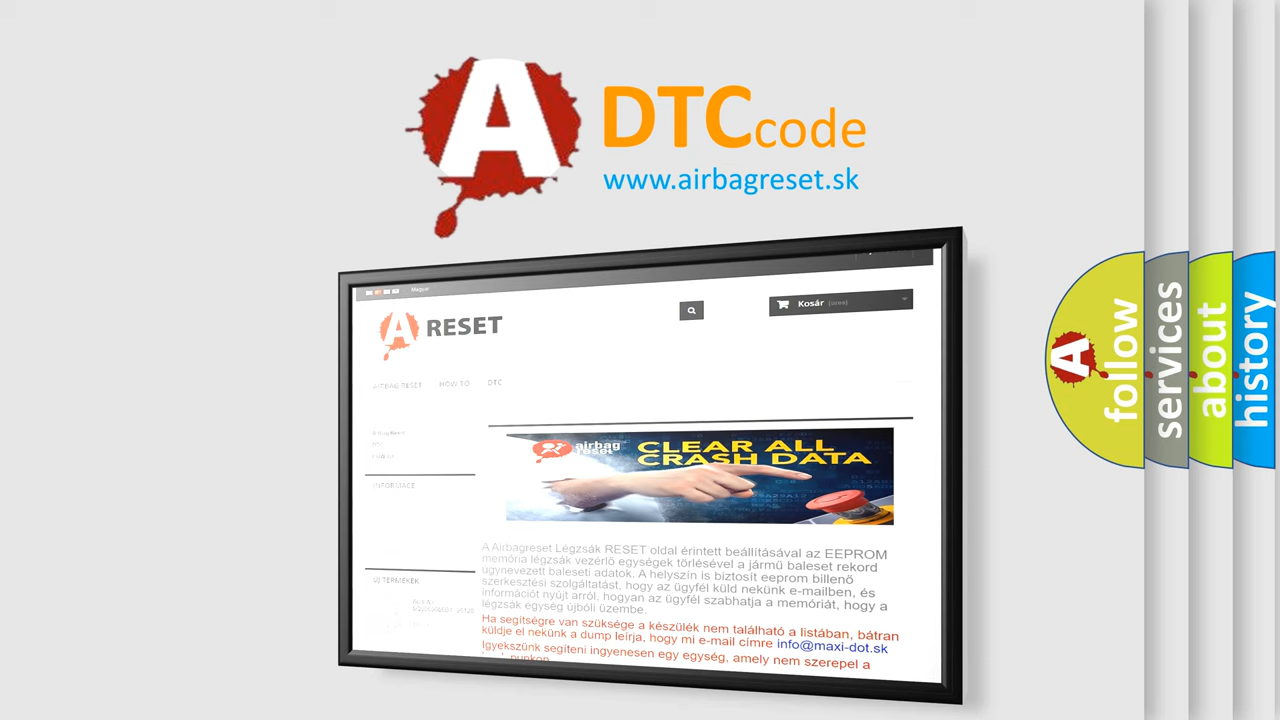 A DTCcode
www.airbagreset.sk
Magyar
Kosár (üres)
A RESET
AIRBAG RESET HOW TO DTC
DTC
INFORMACE
airbag
reset
CLEAR ALL
CRASH DATA
A Airbagreset Légzsák RESET oldal érintett beállításával az EEPROM
memória légzsák vezérlő egységek törlésével a jármű baleset rekord
úgynevezett baleseti adatok. A helyszín is biztosít eeprom billenő
szerkesztési szolgáltatást, hogy az ügyfél küld nekünk e-mailben, és
információt nyújt arról, hogyan az ügyfél szabhatja a memóriát, hogy a
légzsák egység újbóli üzembe.
Ha segítségre van szüksége a készülék nem található a listában, bátran
küldje el nekünk a dump leírja, hogy mi e-mail címre info@maxi-dot.sk
Igyekszünk segíteni ingyenesen egy egység, amely nem szerepel a
ÚJ TERMÉKEK
A follow
services
about
history